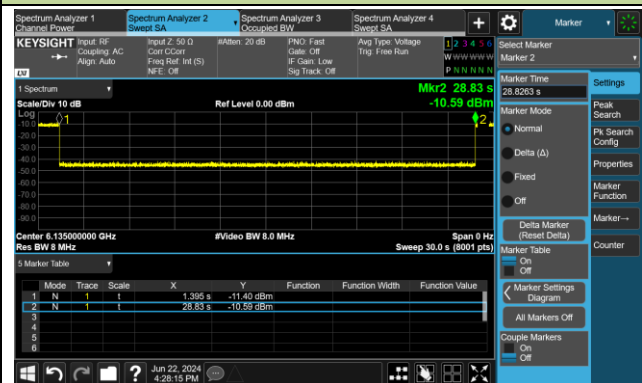 Spectrum Analyzer 1
Channel Power
Spectrum Analyzer 2
Swept SA
Spectrum Analyzer 3
Occupied BW
Spectrum Analyzer 4
Swept SA
+
Marker
KEYSIGHT
LXI
Input: RF
Coupling: AC
Align: Auto
Input Z: 50 Ω
Corr CCorr
Freq Ref: Int (S)
NFE: Off
#Atten: 20 dB
PNO: Fast
Gate: Off
IF Gain: Low
Sig Track: Off
Avg Type: Voltage
Trig: Free Run
1 2 3 4 5 6
W W W W W W
P N N N N N
Select Marker
Marker 2
1 Spectrum
Scale/Div 10 dB
Ref Level 0.00 dBm
Mkr2 28.83 s
-10.59 dBm
Log
-10.0
-20.0
-30.0
-40.0
-50.0
-60.0
-70.0
-80.0
-90.0
1
2
Center 6.135000000 GHz
Res BW 8 MHz
#Video BW 8.0 MHz
Span 0 Hz
Sweep 30.0 s (8001 pts)
5 Marker Table
Mode Trace Scale X Y Function Function Width Function Value
1 N 1 t 1.395 s -11.40 dBm
2 N 1 t 28.83 s -10.59 dBm
3
4
5
6
Marker Time
28.8263 s
Marker Mode
Normal
Delta (Δ)
Fixed
Off
Delta Marker
(Reset Delta)
Marker Table
On
Off
Marker Settings
Diagram
All Markers Off
Couple Markers
On
Off
Settings
Peak
Search
Pk Search
Config
Properties
Marker
Function
Marker→
Counter
?
Jun 22, 2024
4:28:15 PM